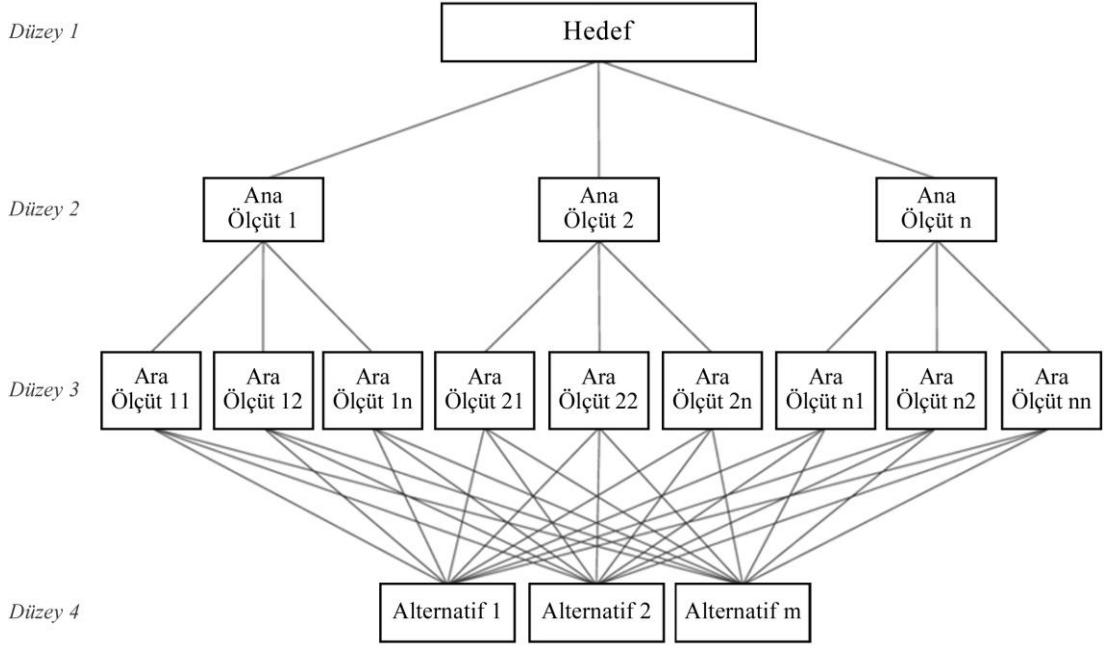 Düzey 1
Hedef
Düzey 2
Ana
Ölçüt 1
Ana
Ölçüt 2
Ana
Ölçüt n
Düzey 3
Ara
Ölçüt 11
Ara
Ölçüt 12
Ara
Ölçüt 1n
Ara
Ölçüt 21
Ara
Ölçüt 22
Ara
Ölçüt 2n
Ara
Ölçüt n1
Ara
Ölçüt n2
Ara
Ölçüt nn
Düzey 4
Alternatif 1
Alternatif 2
Alternatif m